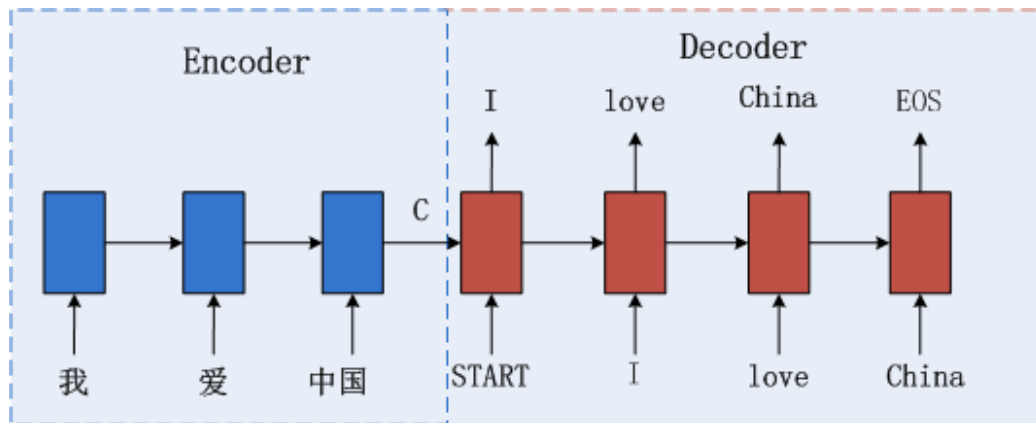 Encoder
Decoder
I love China EOS
C
我 爱 中国 START I love China